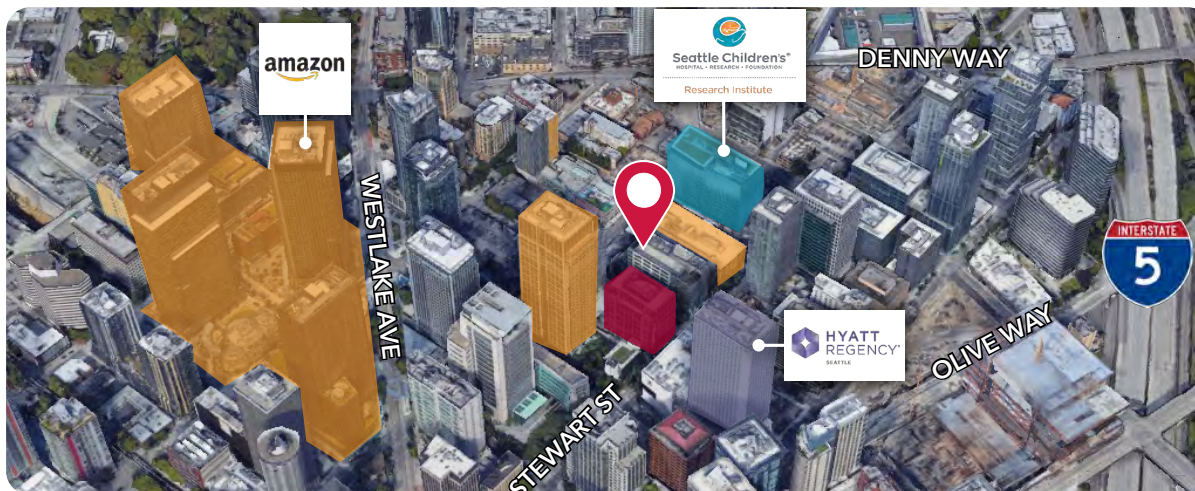 amazon
Seattle Children's®
HOSPITAL • RESEARCH • FOUNDATION
Research Institute
DENNY WAY
WESTLAKE AVE
INTERSTATE
5
HYATT
REGENCY®
SEATTLE
OLIVE WAY
STEWART ST